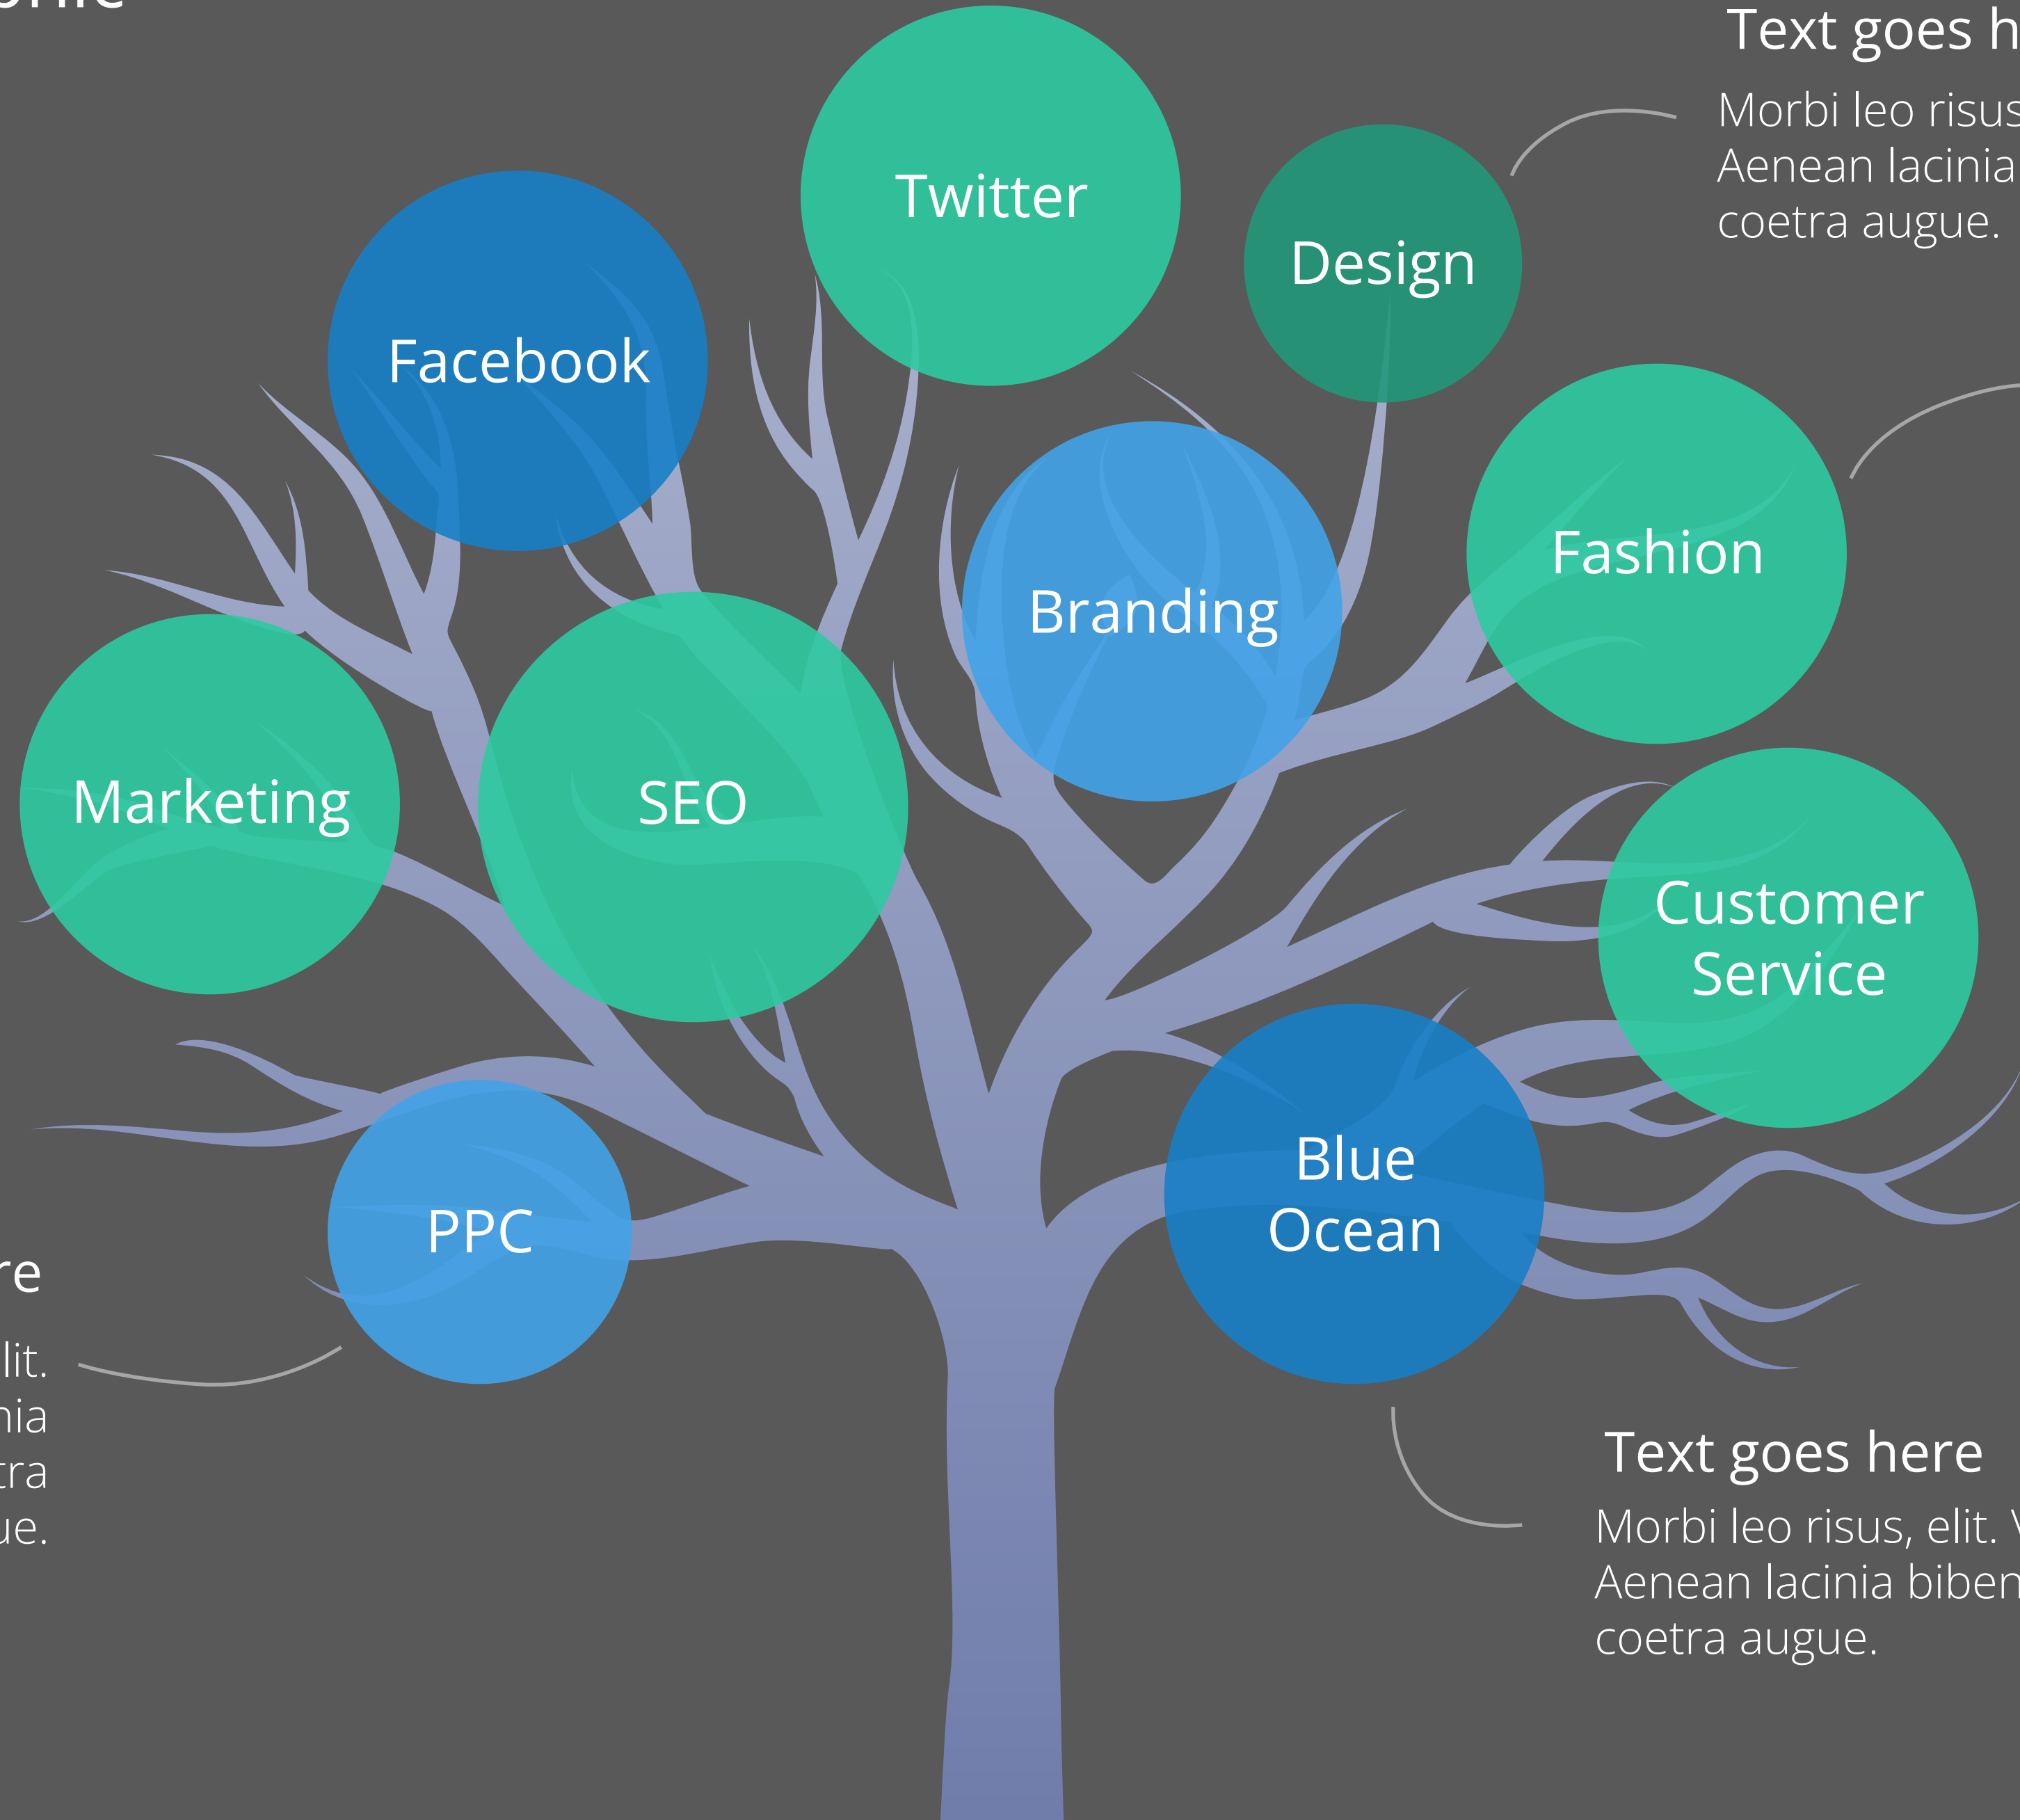 Text goes h
Morbi leo risus
Aenean lacinia
coetra augue.
Twitter
Design
Facebook
Fashion
Branding
Marketing
SEO
Customer
Service
Blue
Ocean
PPC
re
lit.
nia
tra
ue.
Text goes here
Morbi leo risus, elit. V
Aenean lacinia biben
coetra augue.